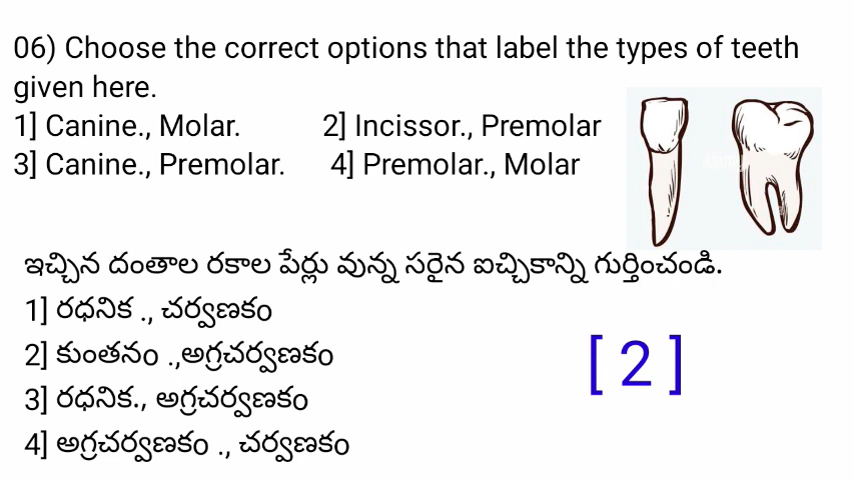 06) Choose the correct options that label the types of teeth
given here.
1] Canine., Molar. 2] Incissor., Premolar
3] Canine., Premolar. 4] Premolar., Molar
ఇచ్చిన దంతాల రకాల పేర్లు వున్న సరైన ఐచ్చికాన్ని గుర్తించండి.
1] రధనిక ., చర్వణకం
2] కుంతనం .,అగ్రచర్వణకం
3] రధనిక., అగ్రచర్వణకం
4] అగ్రచర్వణకం ., చర్వణకం
[ 2 ]